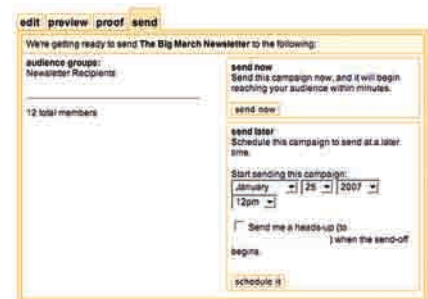 edit preview proof send
We're getting ready to send The Big March Newsletter to the following:
audience groups:
Newsletter Recipients
12 total members
send now
Send this campaign now, and it will begin
reaching your audience within minutes.
send now
send later
Schedule this campaign to send at a later
time.
Start sending this campaign:
January 25 2007
12pm
Send me a heads-up (to
) when the send-off
begins.
schedule it